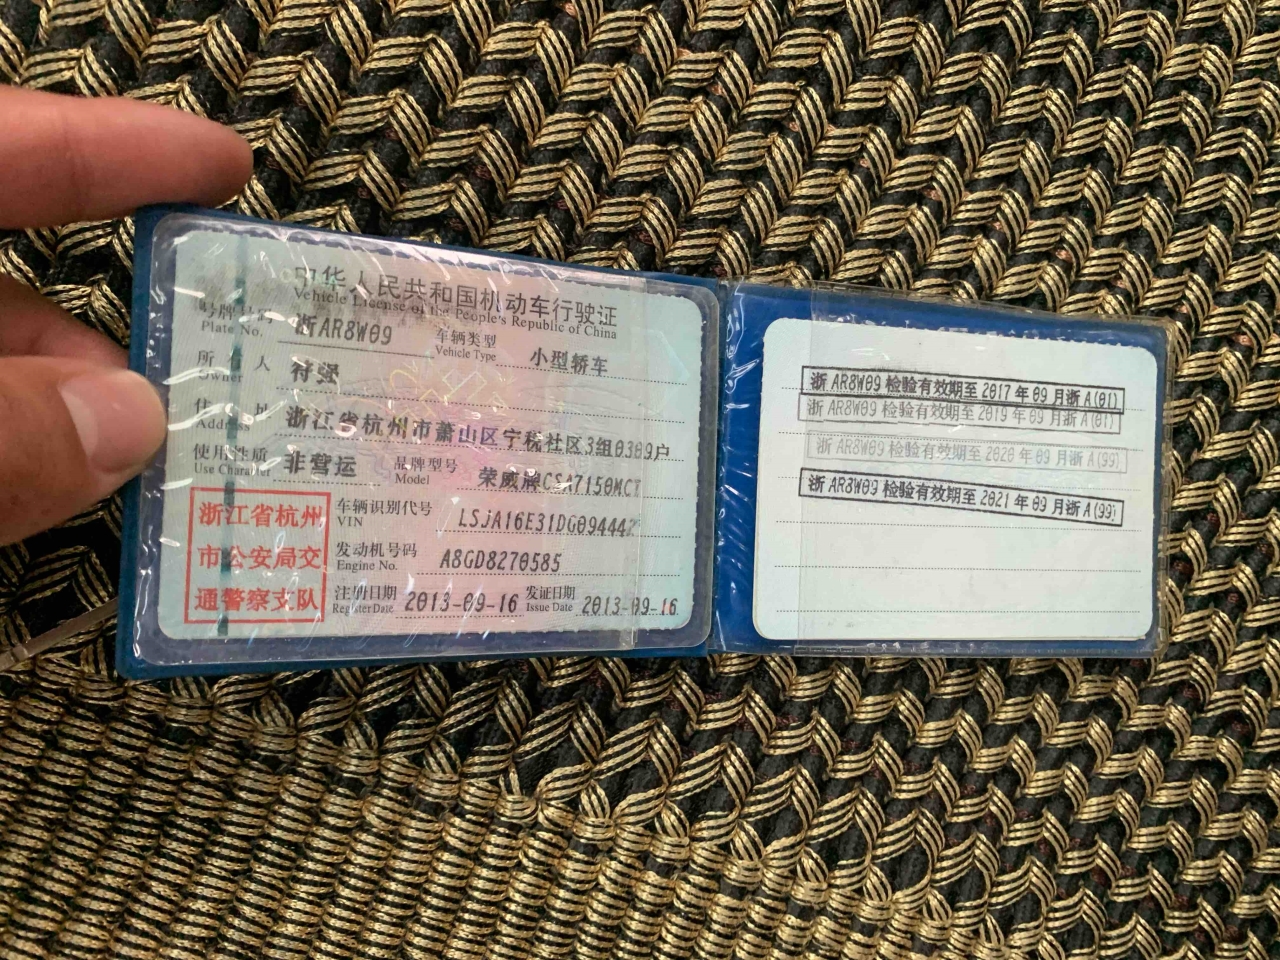 中华人民共和国机动车行驶证
Vehicle License of the People's Republic of China
号牌号码 浙AR8W09 车辆类型 小型轿车
Plate No. Vehicle Type
所有人 符强
Owner
住址 浙江省杭州市萧山区宁税社区3组0309户
Address
使用性质 非营运 品牌型号 荣威牌CSA7150MCT
Use Character Model
浙江省杭州
市公安局交
通警察支队
车辆识别代号 LSJA16E31DG094442
VIN
发动机号码 A8GD8270585
Engine No.
注册日期 2013-09-16 发证日期 2013-09-16
Register Date Issue Date
浙AR8W09 检验有效期至2017年09月浙A(01)
浙AR8W09 检验有效期至2019年09月浙A(01)
浙AR8W09 检验有效期至2020年09月浙A(99)
浙AR8W09 检验有效期至2021年09月浙A(99)